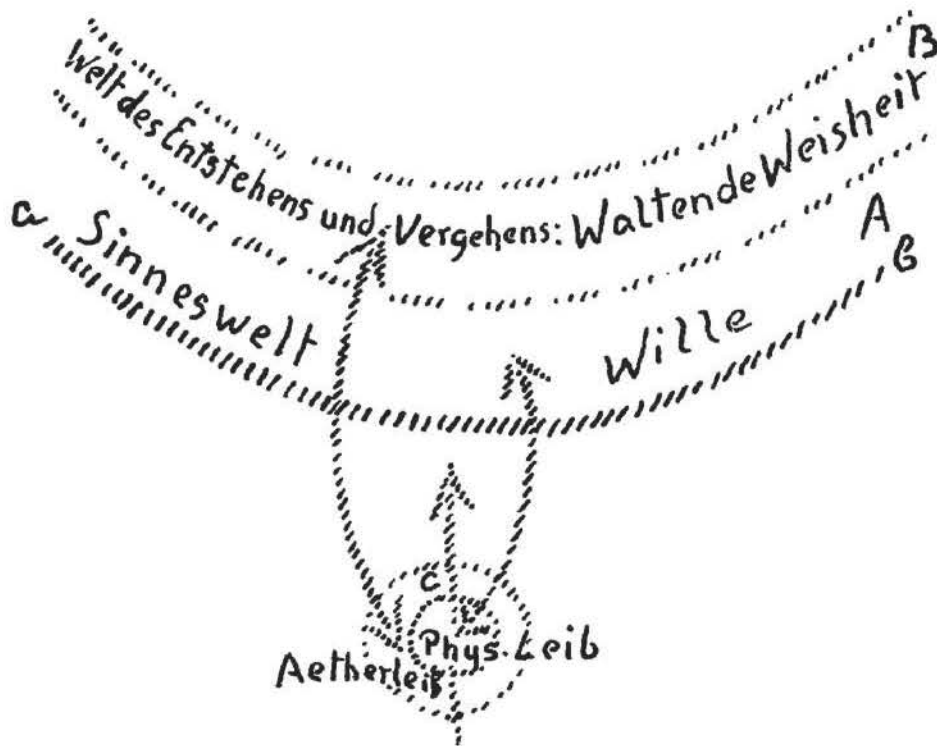 B
Welt des Entstehens und Vergehens: Waltende Weisheit
A
a Sinneswelt Wille b
c
Phys. Leib
Aetherleib